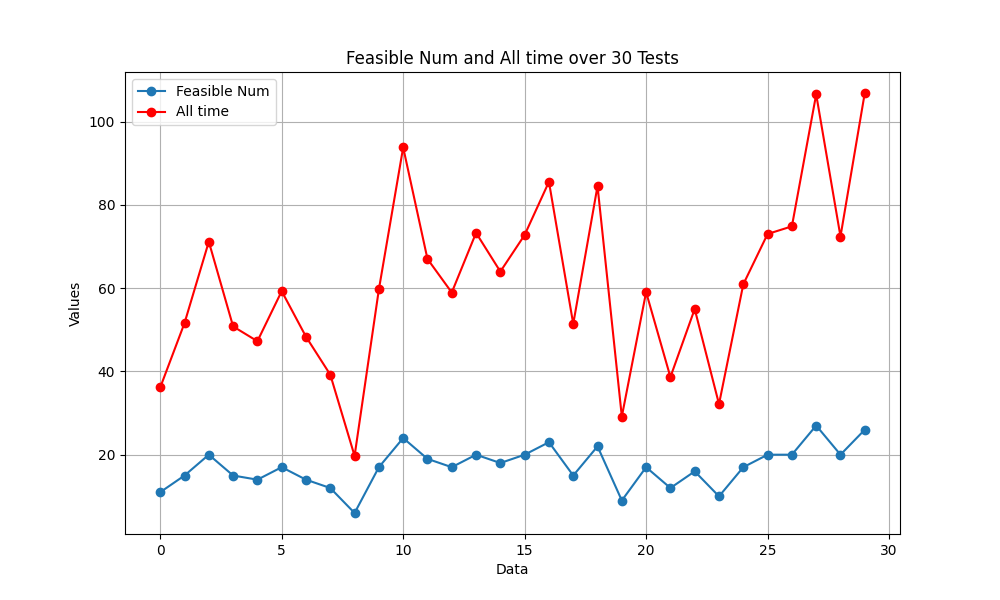 Feasible Num and All time over 30 Tests
Feasible Num
All time
100
80
60
40
20
Values
0 5 10 15 20 25 30
Data